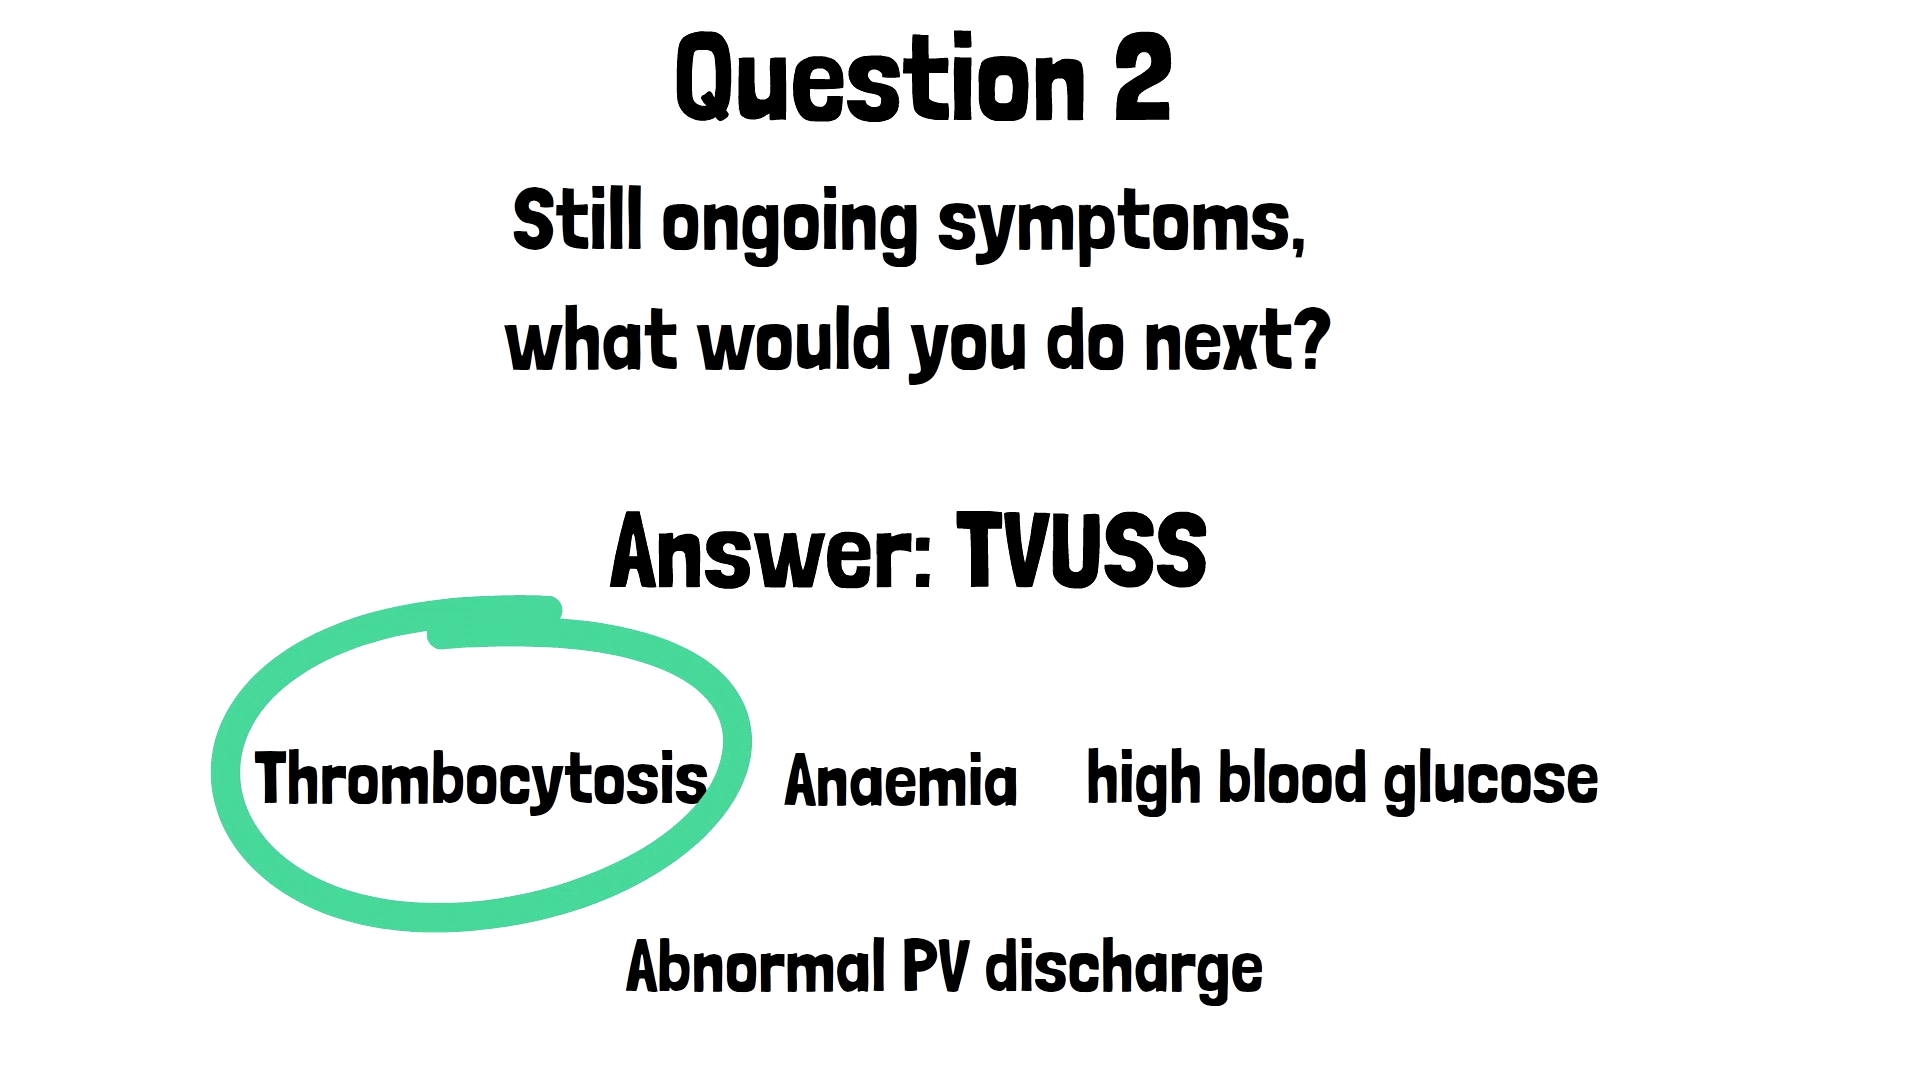 Question 2
Still ongoing symptoms,
what would you do next?
Answer: TVUSS
Thrombocytosis Anaemia high blood glucose
Abnormal PV discharge